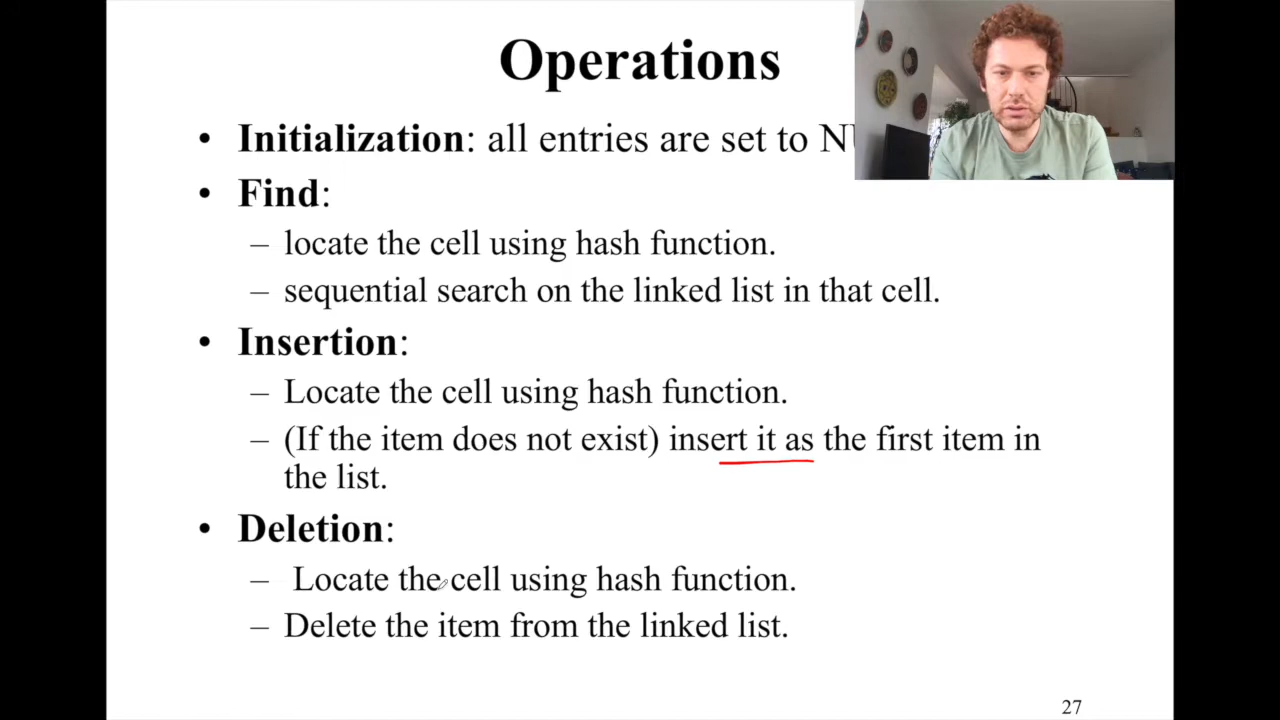 Operations
• Initialization: all entries are set to
• Find:
– locate the cell using hash function.
– sequential search on the linked list in that cell.
• Insertion:
– Locate the cell using hash function.
– (If the item does not exist) insert it as the first item in
the list.
• Deletion:
– Locate the cell using hash function.
– Delete the item from the linked list.
27